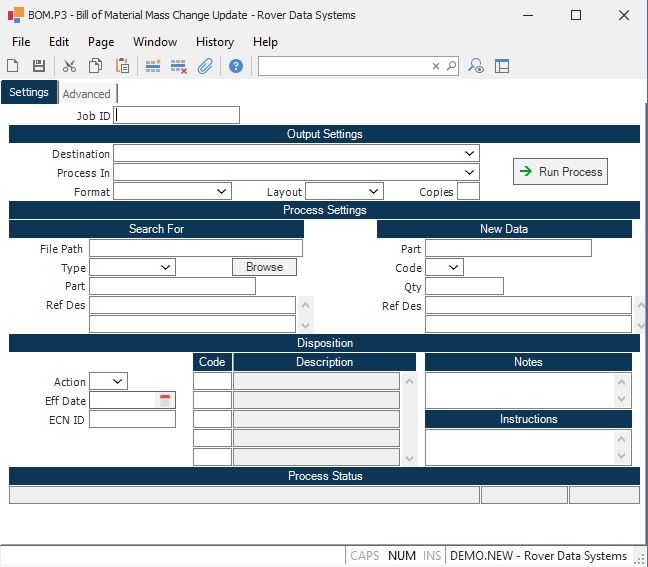 BOM.P3 - Bill of Material Mass Change Update - Rover Data Systems
File Edit Page Window History Help
Settings Advanced
Job ID
Output Settings
Destination
Process In
Run Process
Format Layout Copies
Process Settings
Search For New Data
File Path Part
Type Browse Code
Part Qty
Ref Des Ref Des
Disposition
Code Description Notes
Action
Eff Date
ECN ID Instructions
Process Status
CAPS NUM INS DEMO.NEW - Rover Data Systems